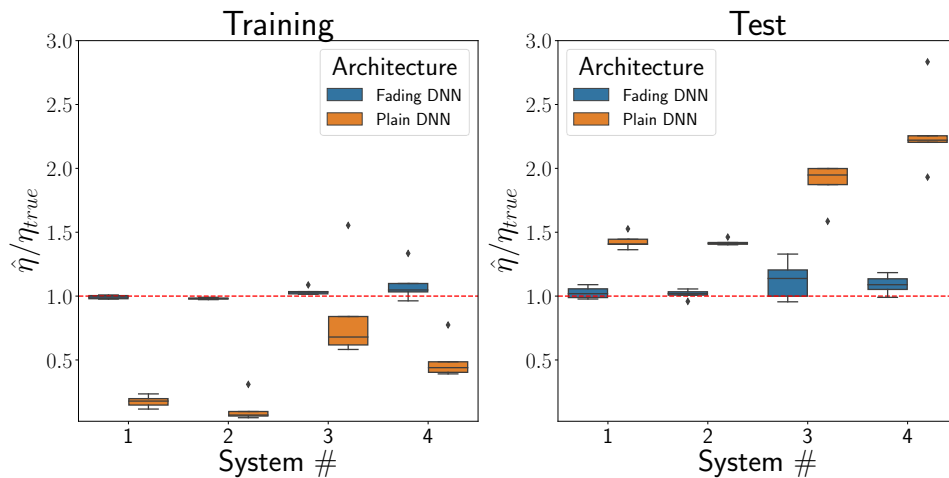 Training
3.0
2.5
2.0
1.5
1.0
0.5
η̂/η_true
Architecture
Fading DNN
Plain DNN
1 2 3 4
System #
Test
3.0
2.5
2.0
1.5
1.0
0.5
η̂/η_true
Architecture
Fading DNN
Plain DNN
1 2 3 4
System #